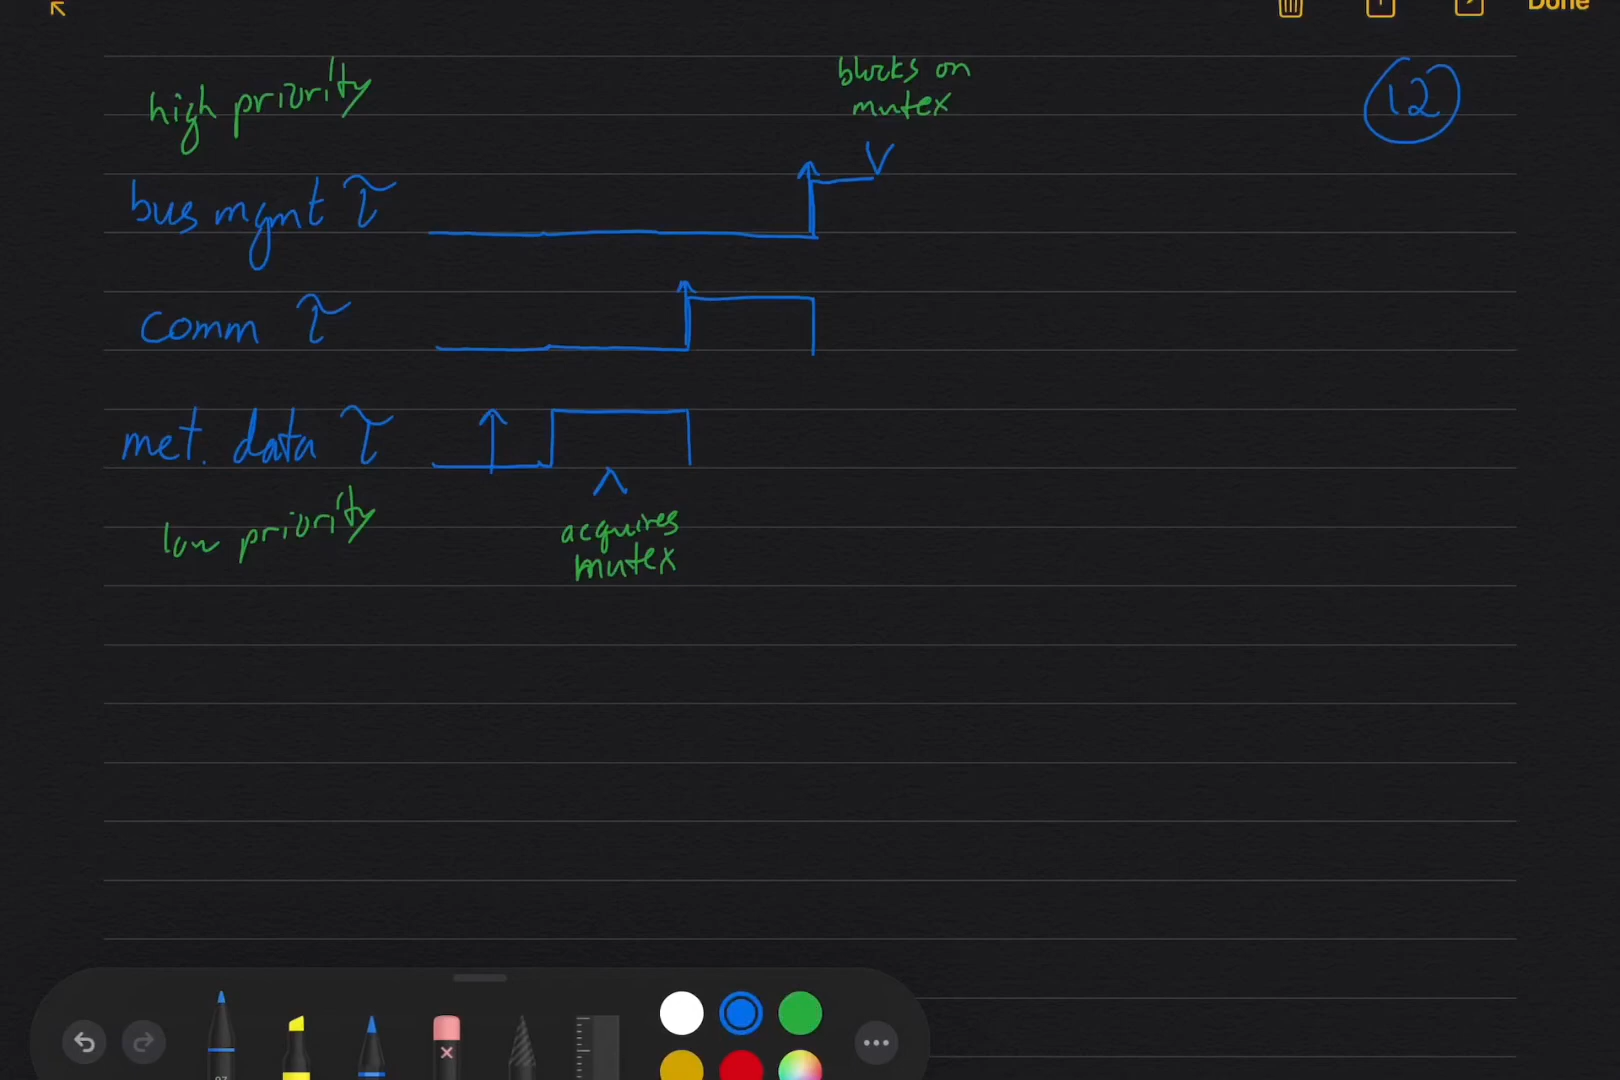 Done
high priority
blocks on
mutex
12
bus mgmt τ
comm τ
met. data τ
low priority
acquires
mutex